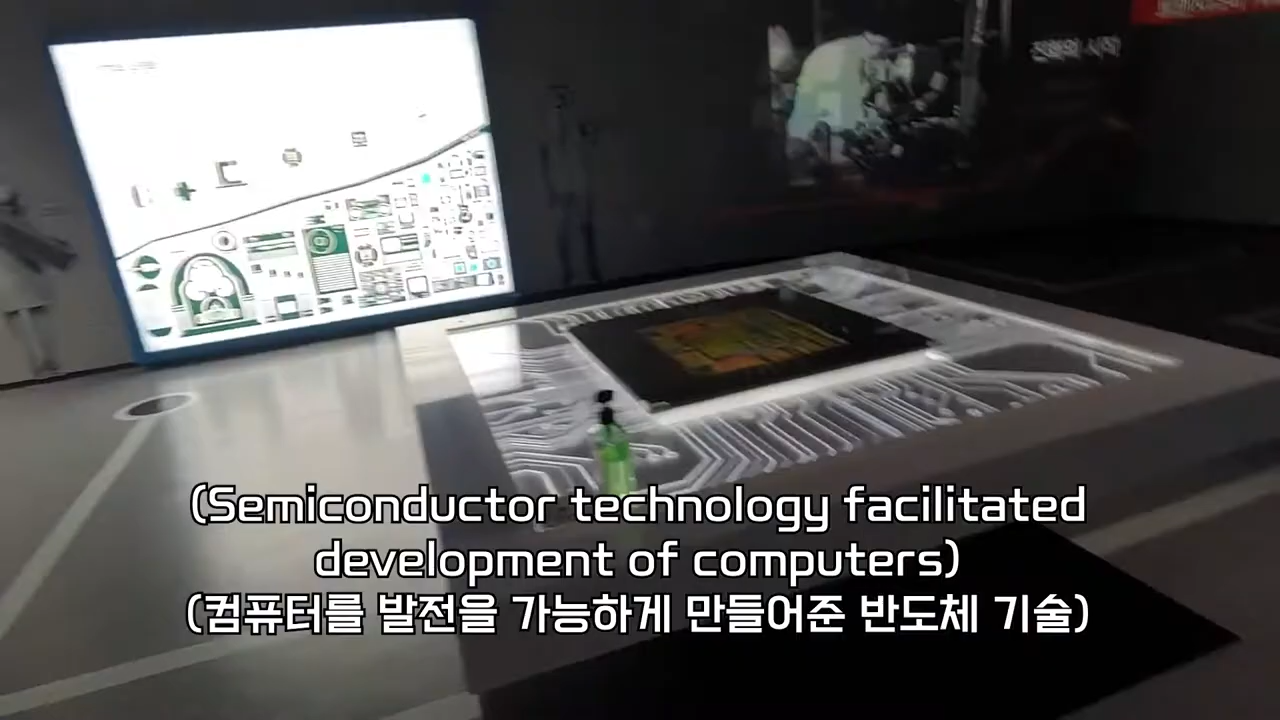 (Semiconductor technology facilitated
development of computers)
(컴퓨터를 발전을 가능하게 만들어준 반도체 기술)